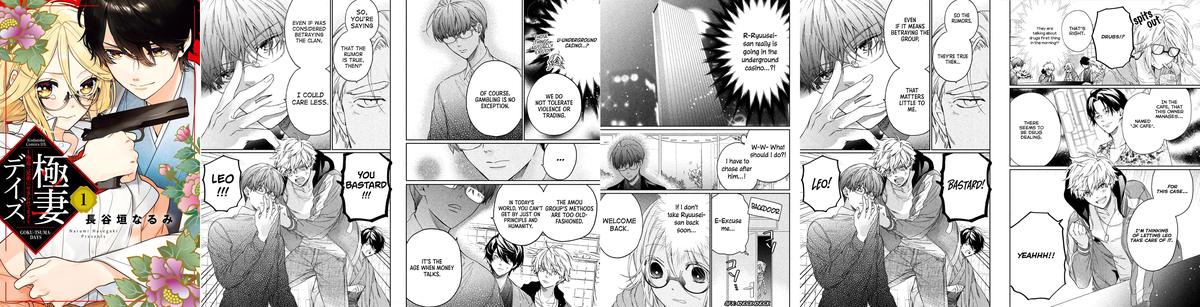 Kodansha
Comics DX
極妻
デイズ
1
GOKU-TSUMA
DAYS
長谷垣なるみ
Narumi Hasegaki
Presents
SO,
YOU'RE
SAYING
THAT THE
RUMOR
IS TRUE,
THEN?
EVEN IF WAS
CONSIDERED
BETRAYING
THE CLAN,
I COULD
CARE LESS.
YOU
BASTARD
!!!
LEO
!!!
U-UNDERGROUND
CASINO...?
WE DO
NOT TOLERATE
VIOLENCE OR
TRADING.
OF COURSE,
GAMBLING IS NO
EXCEPTION.
...
THE AMOU
GROUP'S METHODS
ARE TOO OLD-
FASHIONED.
IN TODAY'S
WORLD, YOU CAN'T
GET BY JUST ON
PRINCIPLE AND
HUMANITY.
IT'S THE
AGE WHEN MONEY
TALKS.
R-Ryuusei-
san really is
going in the
underground
casino...?!
W-W- What
should I do?!
I have to
chase after
him...!
BACKDOOR
E-Excuse
me...
If I don't
take Ryuusei-
san back
soon...
WELCOME
BACK.
SO THE
RUMORS,
THEY'RE TRUE
THEN...
EVEN
IF IT MEANS
BETRAYING THE
GROUP,
THAT
MATTERS
LITTLE TO
ME.
BASTARD!
LEO!
spits
out
DRUGS!?
THAT'S
RIGHT.
They are
talking about
drugs first thing
in the morning!?
IN THE
CAFE, THAT
THIS OWNER
MANAGES...
NAMED
"JK CAFE".
THERE
SEEMS TO
BE DRUG
DEALING.
FOR
THIS CASE...
I'M THINKING
OF LETTING LEO
TAKE CARE OF IT.
YEAHHH!!